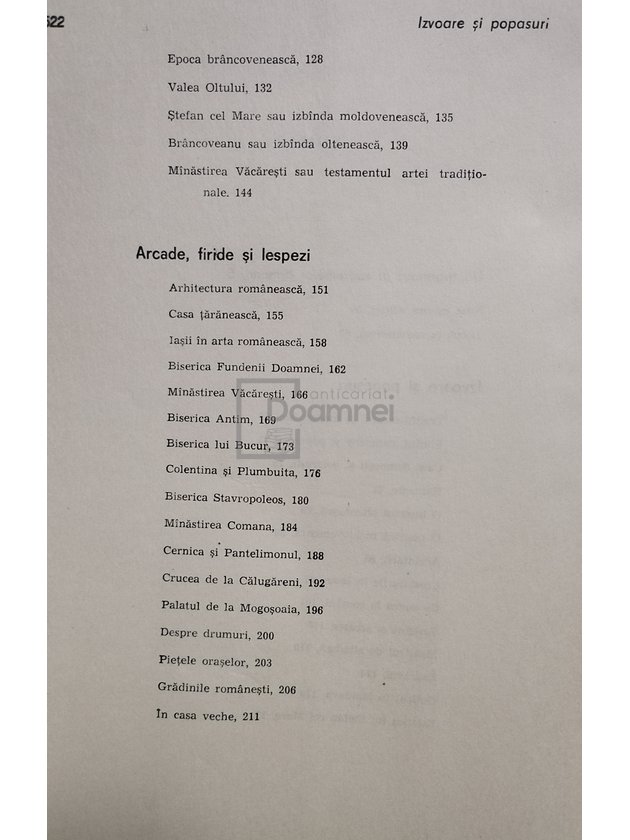 522
Izvoare și popasuri
Epoca brâncovenească, 128
Valea Oltului, 132
Ștefan cel Mare sau izbînda moldovenească, 135
Brâncoveanu sau izbînda oltenească, 139
Mînăstirea Văcărești sau testamentul artei tradițio-
nale. 144
Arcade, firide și lespezi
Arhitectura românească, 151
Casa țărănească, 155
Iașii în arta românească, 158
Biserica Fundenii Doamnei, 162
Mînăstirea Văcărești, 166
anticariat
Doamnei
Biserica Antim, 169
Biserica lui Bucur, 173
Colentina și Plumbuita, 176
Biserica Stavropoleos, 180
Mînăstirea Comana, 184
Cernica și Pantelimonul, 188
Crucea de la Călugăreni, 192
Palatul de la Mogoșoaia, 196
Despre drumuri, 200
Piețele orașelor, 203
Grădinile românești, 206
În casa veche, 211